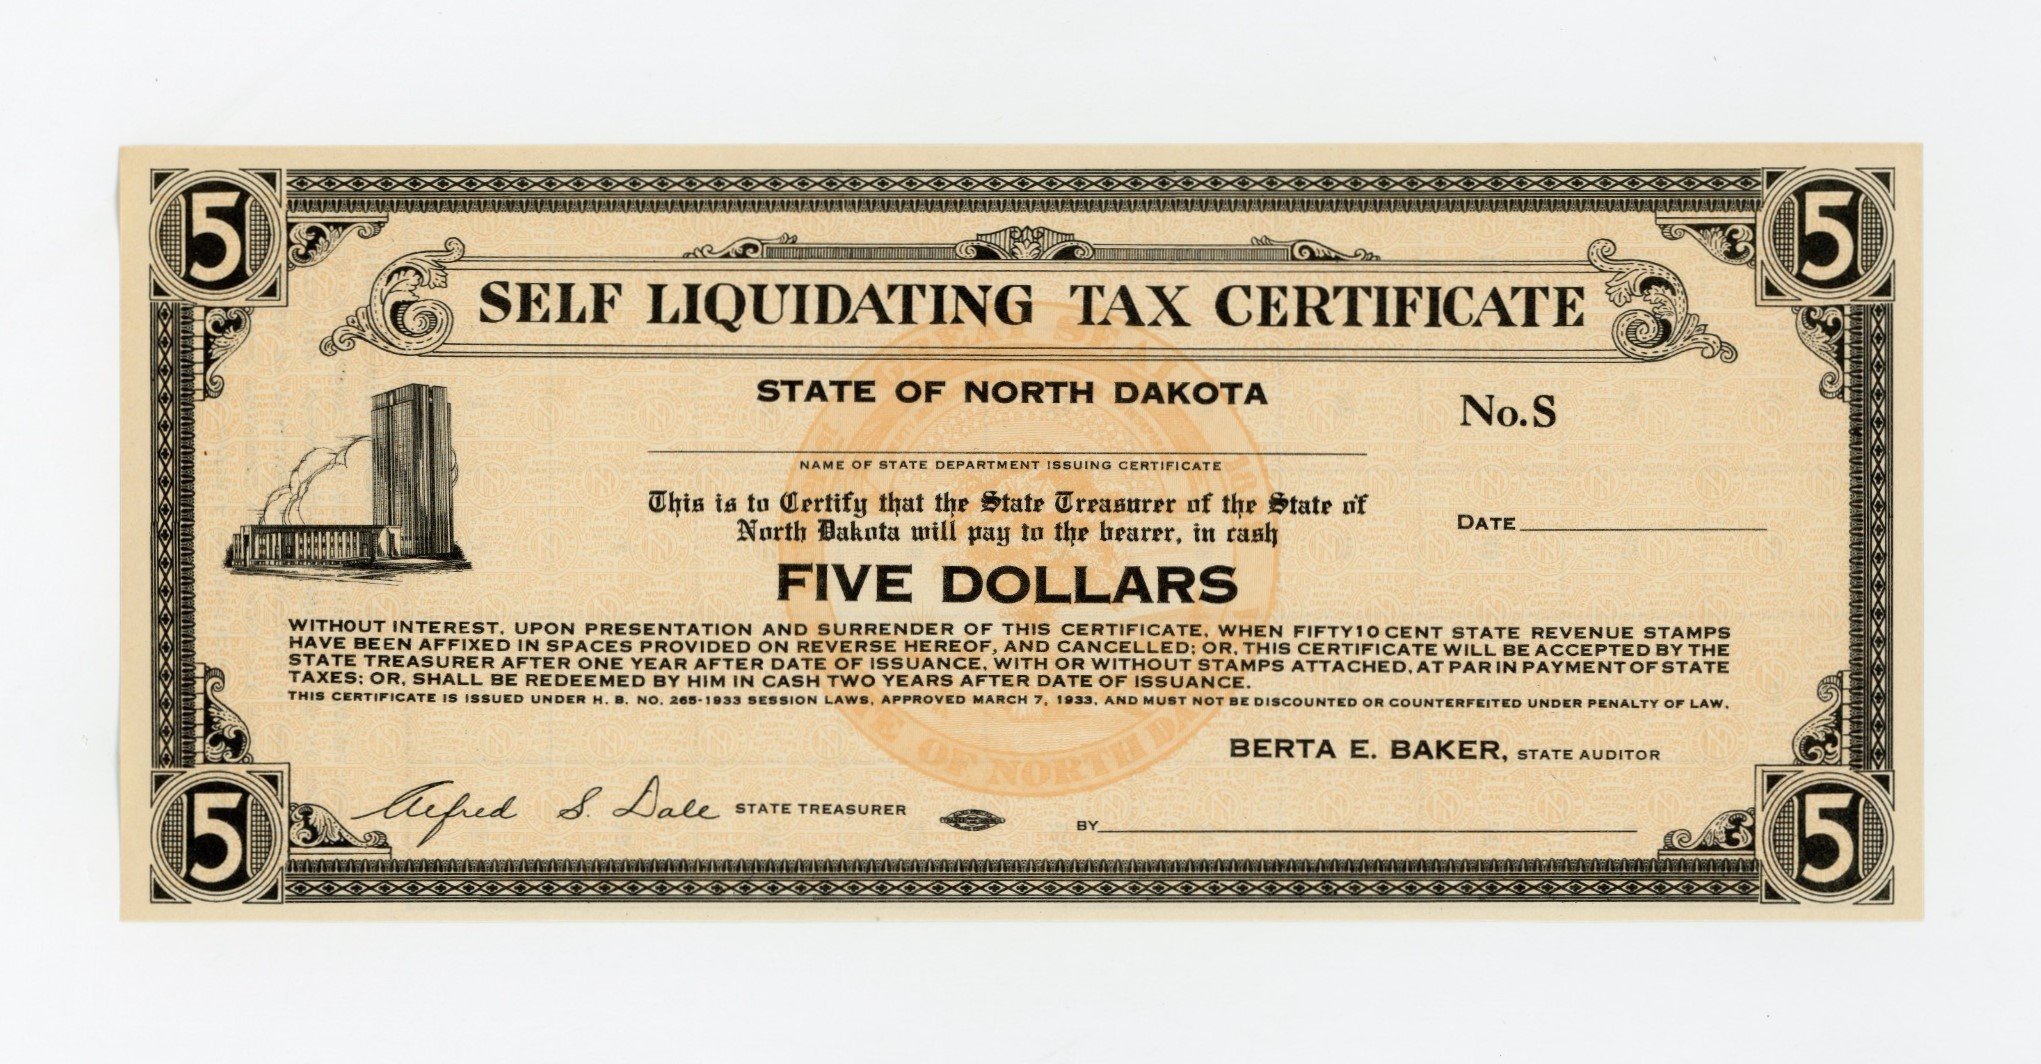 5 5
SELF LIQUIDATING TAX CERTIFICATE
STATE OF NORTH DAKOTA
No. S
NAME OF STATE DEPARTMENT ISSUING CERTIFICATE
This is to Certify that the State Treasurer of the State of
North Dakota will pay to the bearer, in cash
DATE
FIVE DOLLARS
WITHOUT INTEREST, UPON PRESENTATION AND SURRENDER OF THIS CERTIFICATE, WHEN FIFTY 10 CENT STATE REVENUE STAMPS
HAVE BEEN AFFIXED IN SPACES PROVIDED ON REVERSE HEREOF, AND CANCELLED; OR, THIS CERTIFICATE WILL BE ACCEPTED BY THE
STATE TREASURER AFTER ONE YEAR AFTER DATE OF ISSUANCE, WITH OR WITHOUT STAMPS ATTACHED, AT PAR IN PAYMENT OF STATE
TAXES; OR, SHALL BE REDEEMED BY HIM IN CASH TWO YEARS AFTER DATE OF ISSUANCE.
THIS CERTIFICATE IS ISSUED UNDER H. B. NO. 265-1933 SESSION LAWS, APPROVED MARCH 7, 1933, AND MUST NOT BE DISCOUNTED OR COUNTERFEITED UNDER PENALTY OF LAW.
BERTA E. BAKER, STATE AUDITOR
Alfred S. Dale STATE TREASURER
BY
5 5